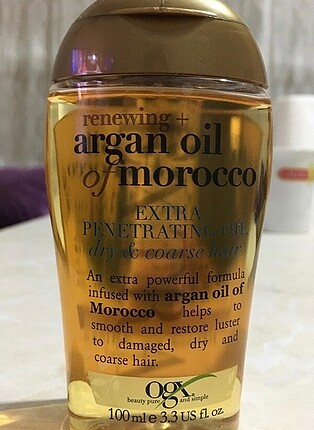 renewing +
argan oil
of morocco
EXTRA
PENETRATING OIL
dry & coarse hair
An extra powerful formula
infused with argan oil of
Morocco helps to
smooth and restore luster
to damaged, dry and
coarse hair.
ogx
beauty pure and simple
100 ml e 3.3 US fl. oz.